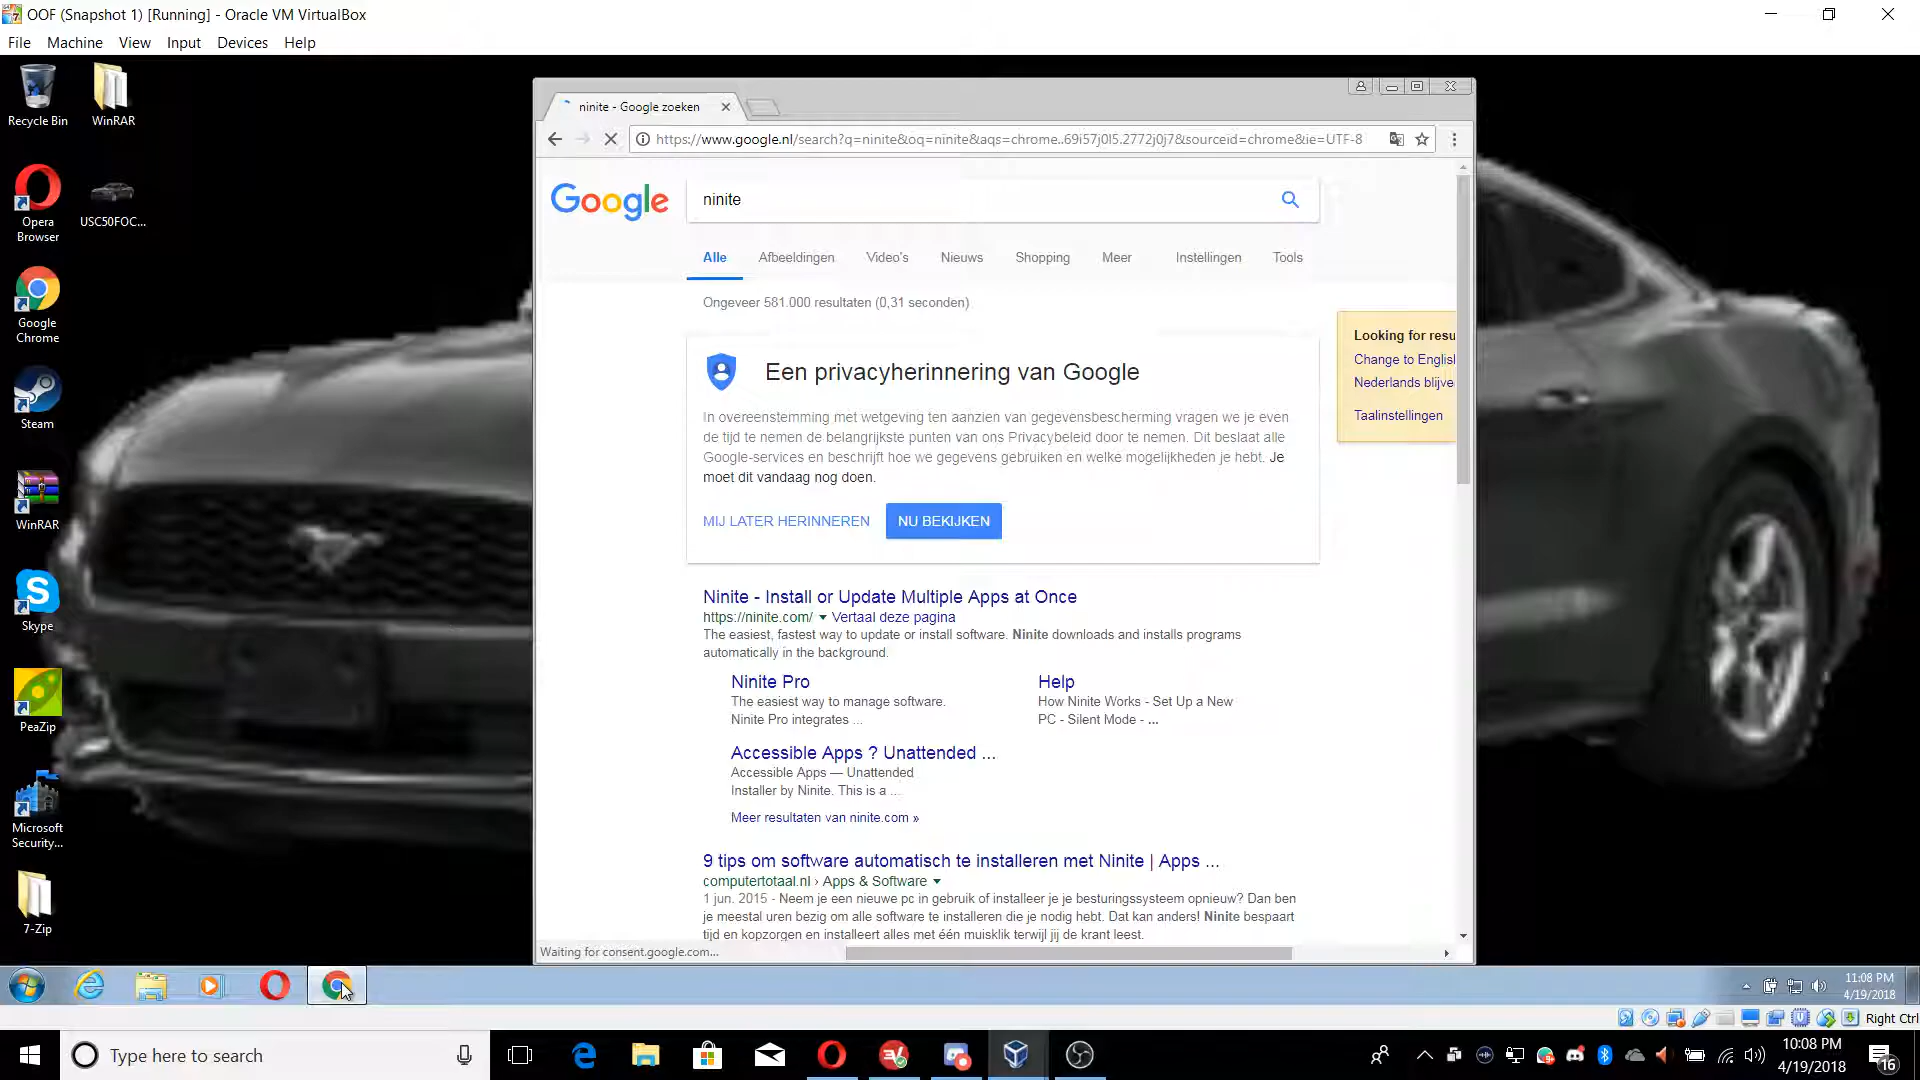 OOF (Snapshot 1) [Running] - Oracle VM VirtualBox
File Machine View Input Devices Help
Recycle Bin
WinRAR
Opera Browser
USC50FOC...
Google Chrome
Steam
WinRAR
Skype
PeaZip
Microsoft Security...
7-Zip
ninite - Google zoeken
https://www.google.nl/search?q=ninite&oq=ninite&aqs=chrome..69i57j0l5.2772j0j7&sourceid=chrome&ie=UTF-8
Google
ninite
Alle Afbeeldingen Video's Nieuws Shopping Meer Instellingen Tools
Ongeveer 581.000 resultaten (0,31 seconden)
Een privacyherinnering van Google
In overeenstemming met wetgeving ten aanzien van gegevensbescherming vragen we je even
de tijd te nemen de belangrijkste punten van ons Privacybeleid door te nemen. Dit beslaat alle
Google-services en beschrijft hoe we gegevens gebruiken en welke mogelijkheden je hebt. Je
moet dit vandaag nog doen.
MIJ LATER HERINNEREN NU BEKIJKEN
Looking for resu
Change to English
Nederlands blijve
Taalinstellingen
Ninite - Install or Update Multiple Apps at Once
https://ninite.com/ Vertaal deze pagina
The easiest, fastest way to update or install software. Ninite downloads and installs programs
automatically in the background.
Ninite Pro
The easiest way to manage software.
Ninite Pro integrates ...
Help
How Ninite Works - Set Up a New
PC - Silent Mode - ...
Accessible Apps ? Unattended ...
Accessible Apps — Unattended
Installer by Ninite. This is a ...
Meer resultaten van ninite.com »
9 tips om software automatisch te installeren met Ninite | Apps ...
computertotaal.nl › Apps & Software
1 jun. 2015 - Neem je een nieuwe pc in gebruik of installeer je je besturingssysteem opnieuw? Dan ben
je meestal uren bezig om alle software te installeren die je nodig hebt. Dat kan anders! Ninite bespaart
tijd en kopzorgen en installeert alles met één muisklik terwijl jij de krant leest.
Waiting for consent.google.com...
11:08 PM
4/19/2018
Right Ctrl
Type here to search
10:08 PM
4/19/2018
16